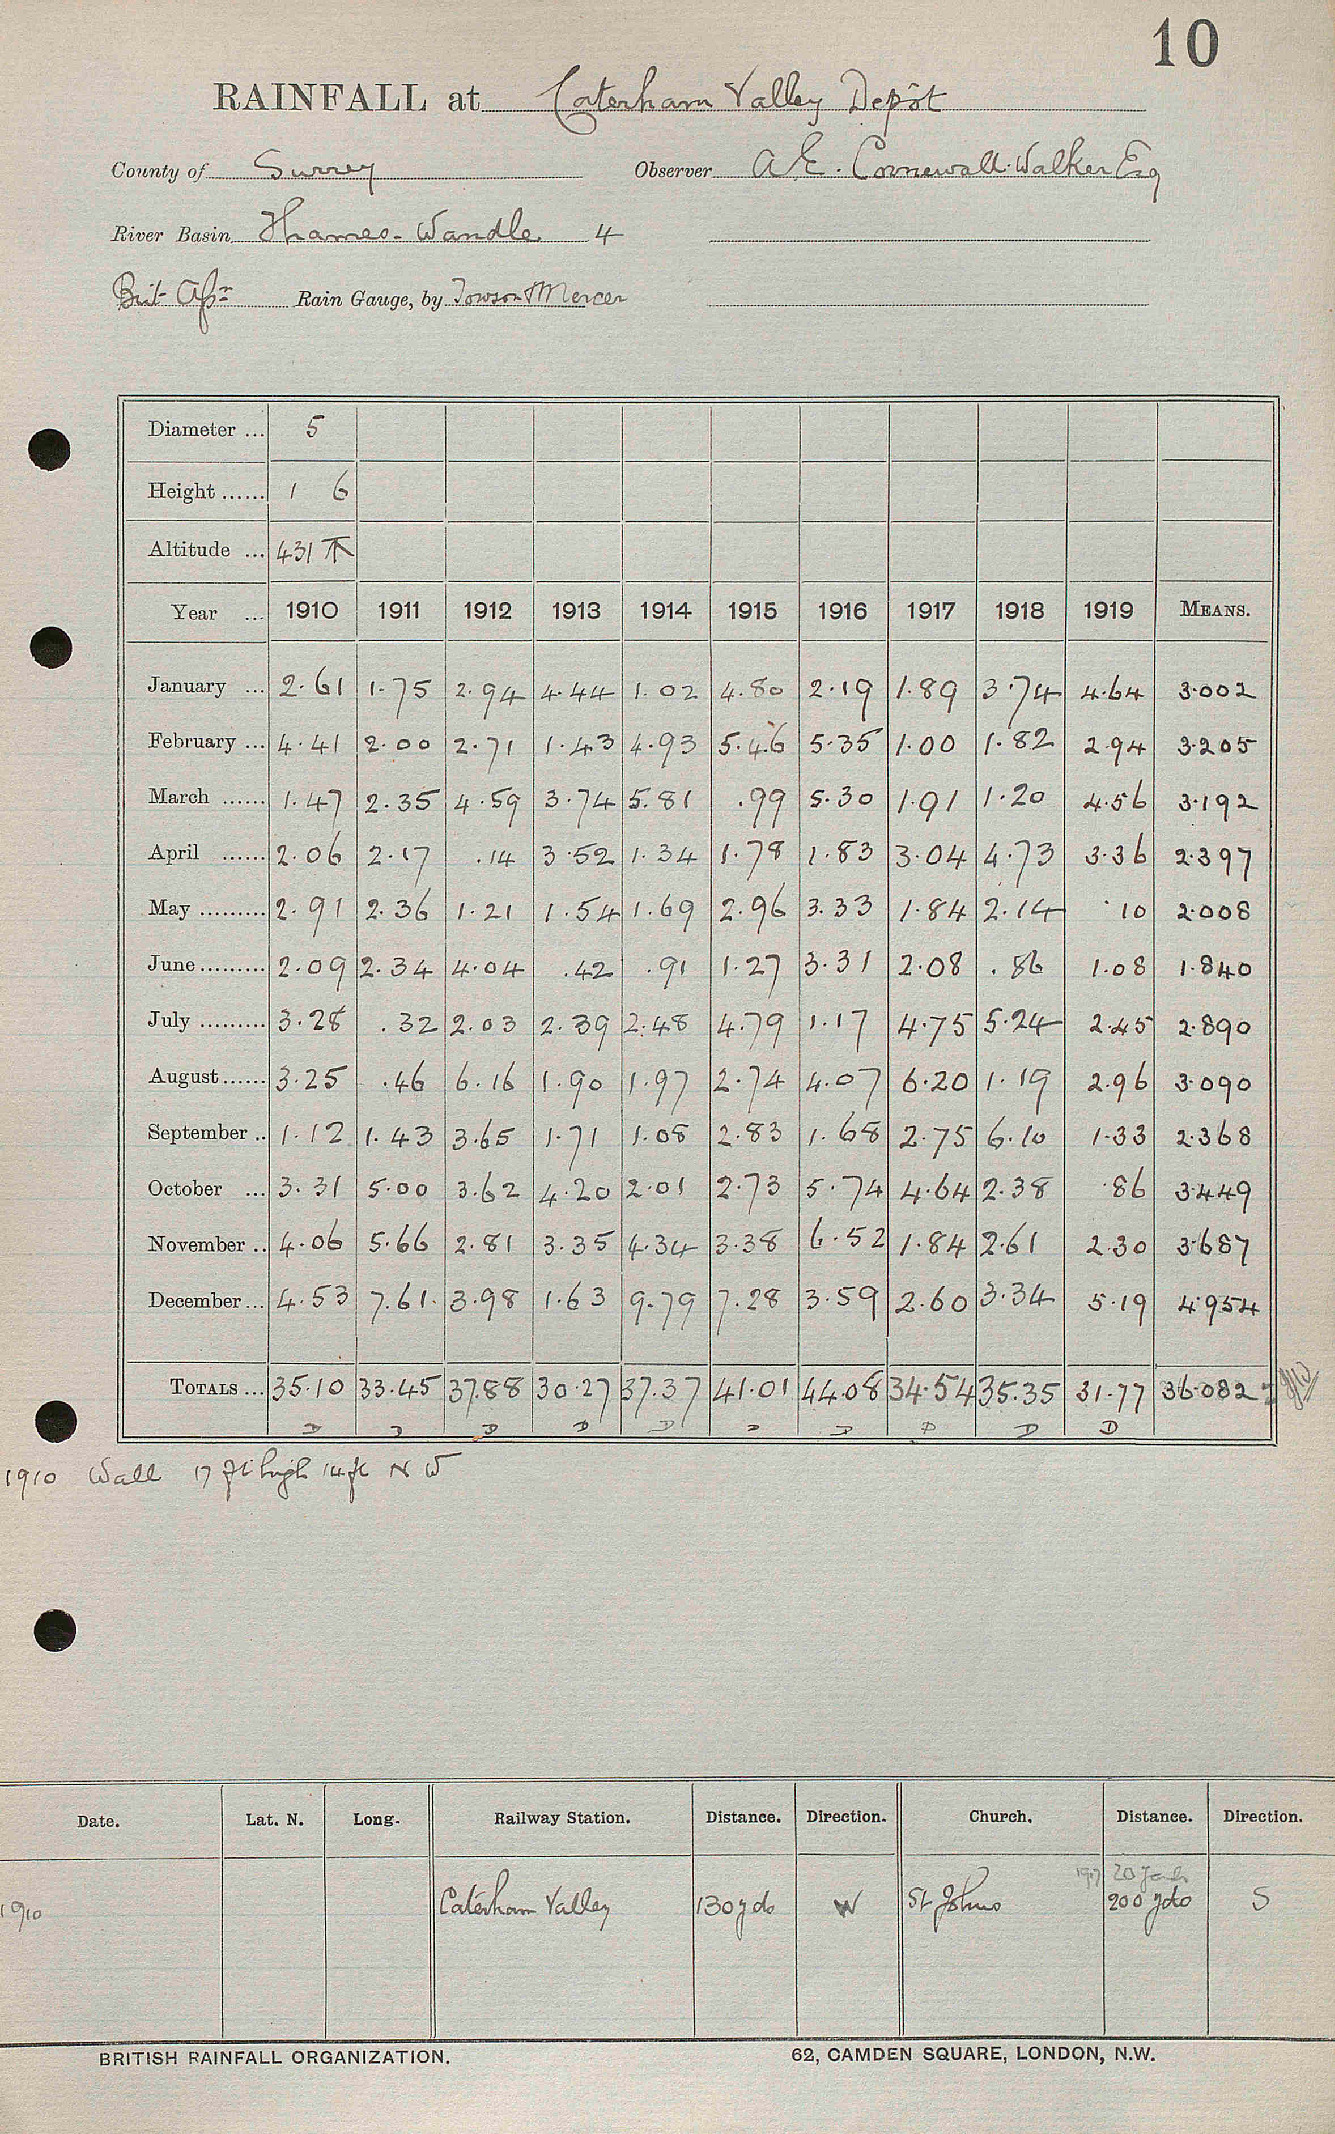 10
RAINFALL at Caterham Valley Depôt
County of Surrey Observer A E. Cornewall-Walker Esq
River Basin Thames - Wandle 4
Brit Assn Rain Gauge, by Towson & Mercer
Diameter ... 5
Height ...... 1 6
Altitude ... 431
Year ... 1910 1911 1912 1913 1914 1915 1916 1917 1918 1919 MEANS.
January ... 2.61 1.75 2.94 4.44 1.02 4.80 2.19 1.89 3.74 4.64 3.002
February ... 4.41 2.00 2.71 1.43 4.93 5.46 5.35 1.00 1.82 2.94 3.205
March ...... 1.47 2.35 4.59 3.74 5.81 .99 5.30 1.91 1.20 4.56 3.192
April ...... 2.06 2.17 .14 3.52 1.34 1.78 1.83 3.04 4.73 3.36 2.397
May ......... 2.91 2.36 1.21 1.54 1.69 2.96 3.33 1.84 2.14 .10 2.008
June ......... 2.09 2.34 4.04 .42 .91 1.27 3.31 2.08 .86 1.08 1.840
July ......... 3.28 .32 2.03 2.39 2.48 4.79 1.17 4.75 5.24 2.45 2.890
August ...... 3.25 .46 6.16 1.90 1.97 2.74 4.07 6.20 1.19 2.96 3.090
September .. 1.12 1.43 3.65 1.71 1.08 2.83 1.68 2.75 6.10 1.33 2.368
October ... 3.31 5.00 3.62 4.20 2.01 2.73 5.74 4.64 2.38 .86 3.449
November .. 4.06 5.66 2.81 3.35 4.34 3.38 6.52 1.84 2.61 2.30 3.687
December ... 4.53 7.61 3.98 1.63 9.79 7.28 3.59 2.60 3.34 5.19 4.954
TOTALS ... 35.10 33.45 37.88 30.27 37.37 41.01 44.08 34.54 35.35 31.77 36.082
D D D D D D D D D D
1910 Wall 17 ft high 14 ft N W
Date. Lat. N. Long. Railway Station. Distance. Direction. Church. Distance. Direction.
1917 20 yards
1910 Caterham Valley 130 yds W St Johns 200 yds S
BRITISH RAINFALL ORGANIZATION. 62, CAMDEN SQUARE, LONDON, N.W.